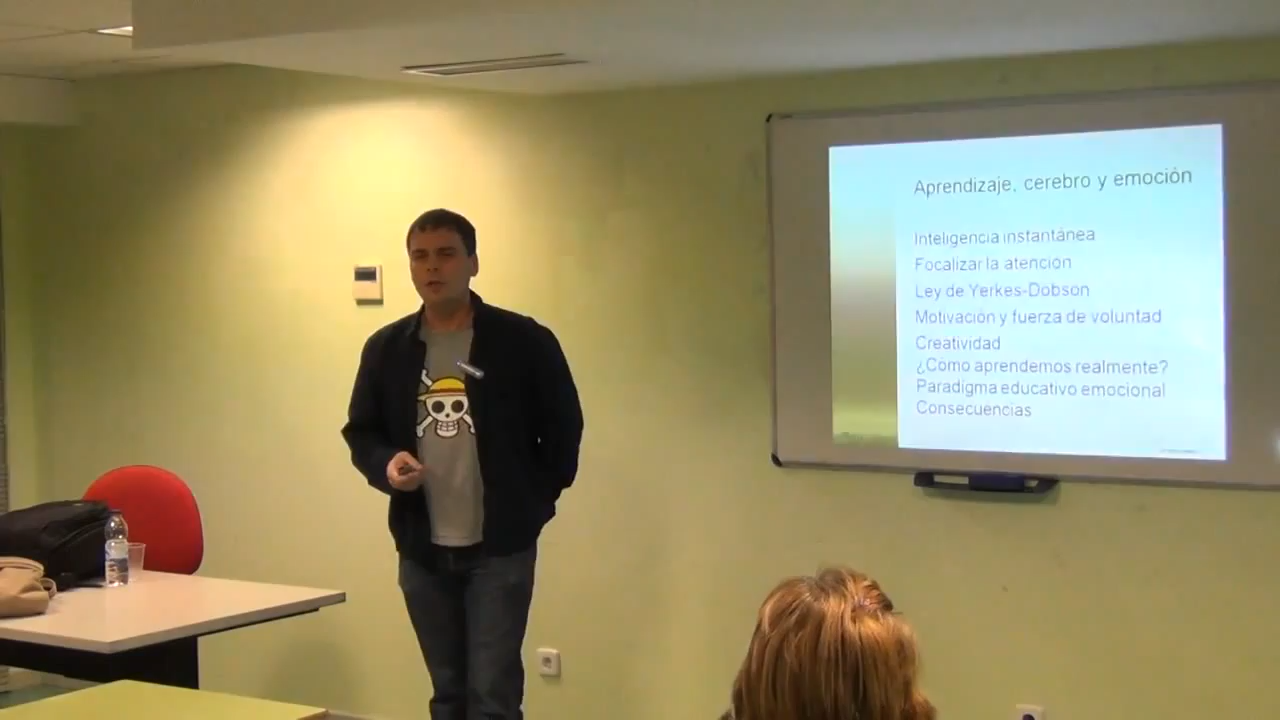 Aprendizaje, cerebro y emoción
Inteligencia instantánea
Focalizar la atención
Ley de Yerkes-Dobson
Motivación y fuerza de voluntad
Creatividad
¿Cómo aprendemos realmente?
Paradigma educativo emocional
Consecuencias